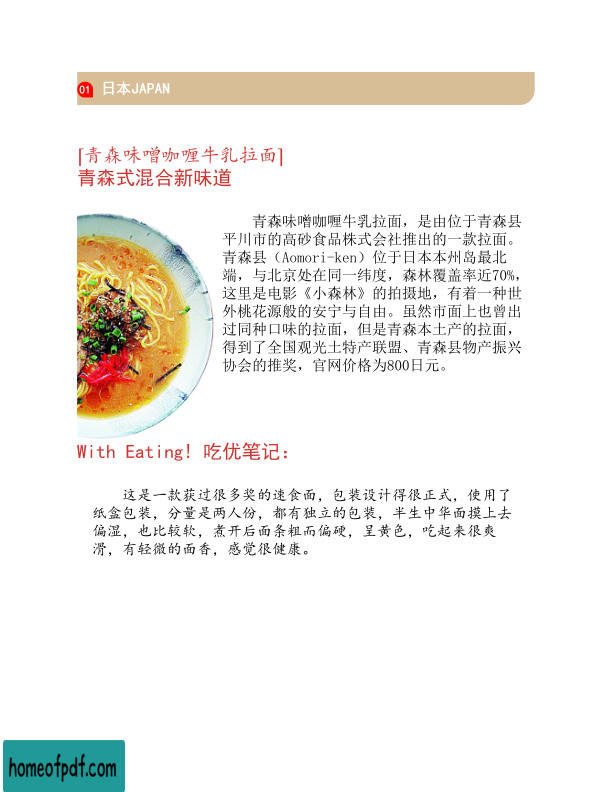 01 日本JAPAN
[青森味噌咖喱牛乳拉面]
青森式混合新味道
青森味噌咖喱牛乳拉面，是由位于青森县
平川市的高砂食品株式会社推出的一款拉面。
青森县（Aomori-ken）位于日本本州岛最北
端，与北京处在同一纬度，森林覆盖率近70%，
这里是电影《小森林》的拍摄地，有着一种世
外桃花源般的安宁与自由。虽然市面上也曾出
过同种口味的拉面，但是青森本土产的拉面，
得到了全国观光土特产联盟、青森县物产振兴
协会的推奖，官网价格为800日元。
With Eating! 吃优笔记：
这是一款获过很多奖的速食面，包装设计得很正式，使用了
纸盒包装，分量是两人份，都有独立的包装，半生中华面摸上去
偏湿，也比较软，煮开后面条粗而偏硬，呈黄色，吃起来很爽
滑，有轻微的面香，感觉很健康。
homeofpdf.com